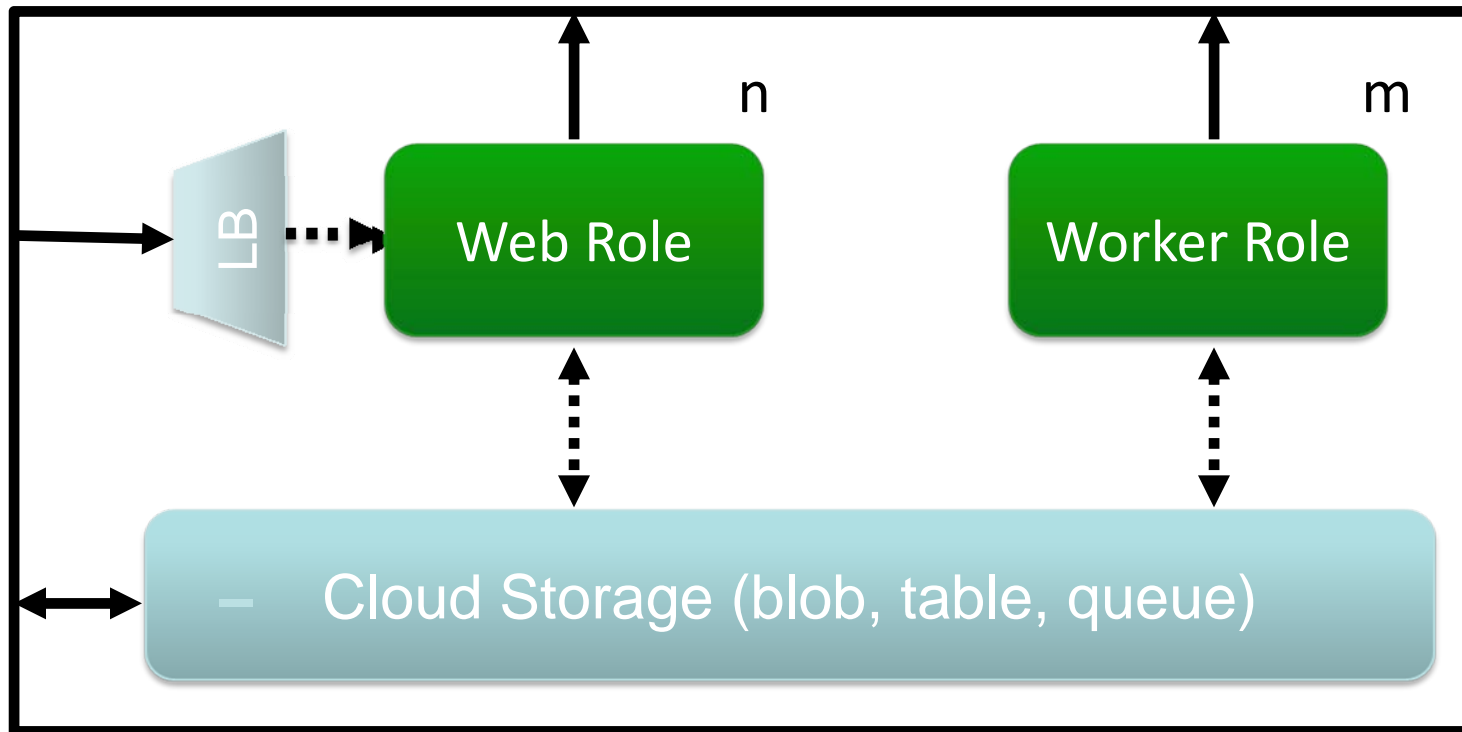 n
m
LB
Web Role
Worker Role
– Cloud Storage (blob, table, queue)